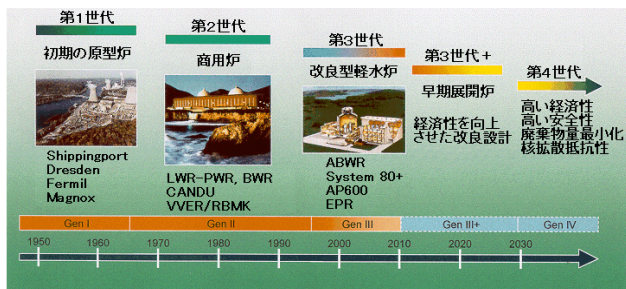 第1世代
初期の原型炉
Shippingport
Dresden
FermiI
Magnox
第2世代
商用炉
LWR-PWR, BWR
CANDU
VVER/RBMK
第3世代
改良型軽水炉
ABWR
System 80+
AP600
EPR
第3世代+
早期展開炉
経済性を向上
させた改良設計
第4世代
高い経済性
高い安全性
廃棄物量最小化
核拡散抵抗性
Gen I
Gen II
Gen III
Gen III+
Gen IV
1950
1960
1970
1980
1990
2000
2010
2020
2030